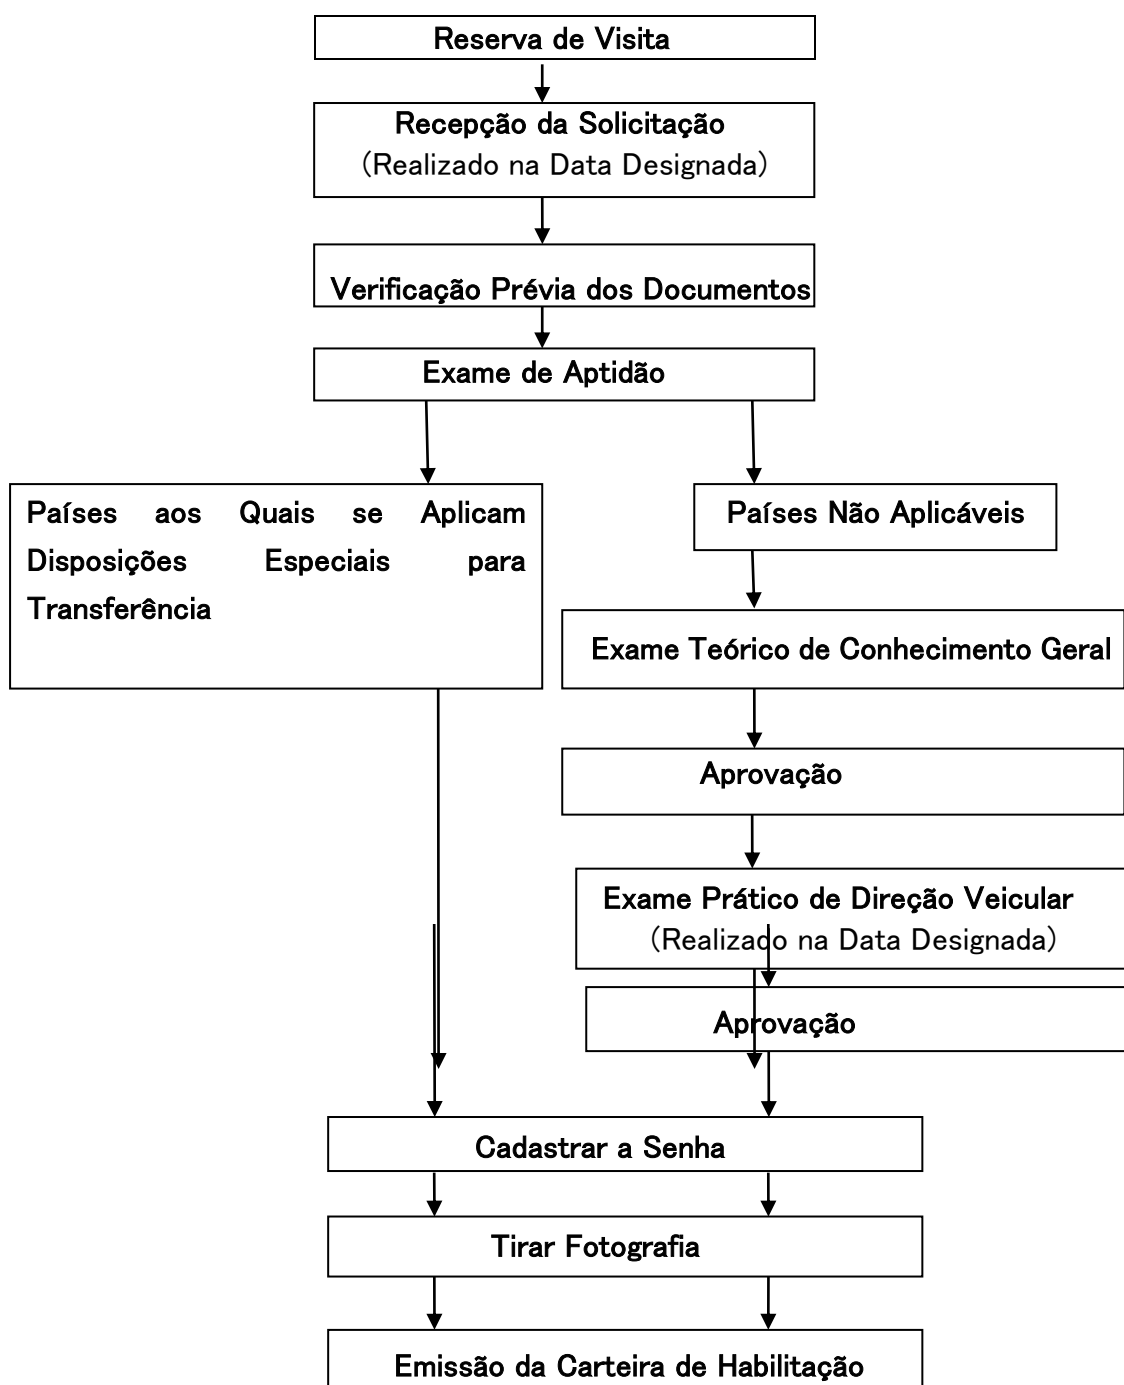 Reserva de Visita
Recepção da Solicitação
(Realizado na Data Designada)
Verificação Prévia dos Documentos
Exame de Aptidão
Países aos Quais se Aplicam
Disposições Especiais para
Transferência
Países Não Aplicáveis
Exame Teórico de Conhecimento Geral
Aprovação
Exame Prático de Direção Veicular
(Realizado na Data Designada)
Aprovação
Cadastrar a Senha
Tirar Fotografia
Emissão da Carteira de Habilitação